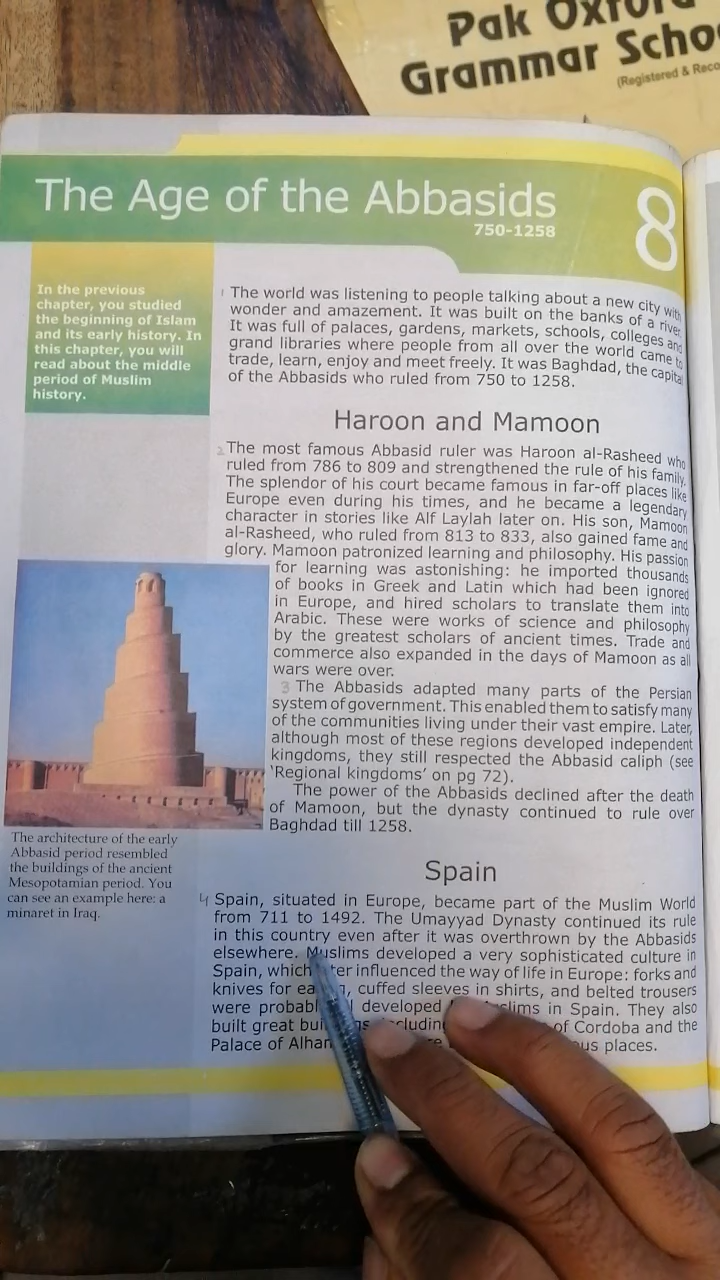 Pak Oxford
Grammar Schoo
(Registered & Reco
The Age of the Abbasids
750-1258
8
In the previous
chapter, you studied
the beginning of Islam
and its early history. In
this chapter, you will
read about the middle
period of Muslim
history.
1 The world was listening to people talking about a new city with
wonder and amazement. It was built on the banks of a river.
It was full of palaces, gardens, markets, schools, colleges and
grand libraries where people from all over the world came to
trade, learn, enjoy and meet freely. It was Baghdad, the capital
of the Abbasids who ruled from 750 to 1258.
Haroon and Mamoon
2 The most famous Abbasid ruler was Haroon al-Rasheed who
ruled from 786 to 809 and strengthened the rule of his family.
The splendor of his court became famous in far-off places like
Europe even during his times, and he became a legendary
character in stories like Alf Laylah later on. His son, Mamoon
al-Rasheed, who ruled from 813 to 833, also gained fame and
glory. Mamoon patronized learning and philosophy. His passion
for learning was astonishing: he imported thousands
of books in Greek and Latin which had been ignored
in Europe, and hired scholars to translate them into
Arabic. These were works of science and philosophy
by the greatest scholars of ancient times. Trade and
commerce also expanded in the days of Mamoon as all
wars were over.
3 The Abbasids adapted many parts of the Persian
system of government. This enabled them to satisfy many
of the communities living under their vast empire. Later,
although most of these regions developed independent
kingdoms, they still respected the Abbasid caliph (see
'Regional kingdoms' on pg 72).
The power of the Abbasids declined after the death
of Mamoon, but the dynasty continued to rule over
Baghdad till 1258.
The architecture of the early
Abbasid period resembled
the buildings of the ancient
Mesopotamian period. You
can see an example here: a
minaret in Iraq.
Spain
4 Spain, situated in Europe, became part of the Muslim World
from 711 to 1492. The Umayyad Dynasty continued its rule
in this country even after it was overthrown by the Abbasids
elsewhere. Muslims developed a very sophisticated culture in
Spain, which ter influenced the way of life in Europe: forks and
knives for ea , cuffed sleeves in shirts, and belted trousers
were probab developed slims in Spain. They also
built great bui s cludin of Cordoba and the
Palace of Alha us places.